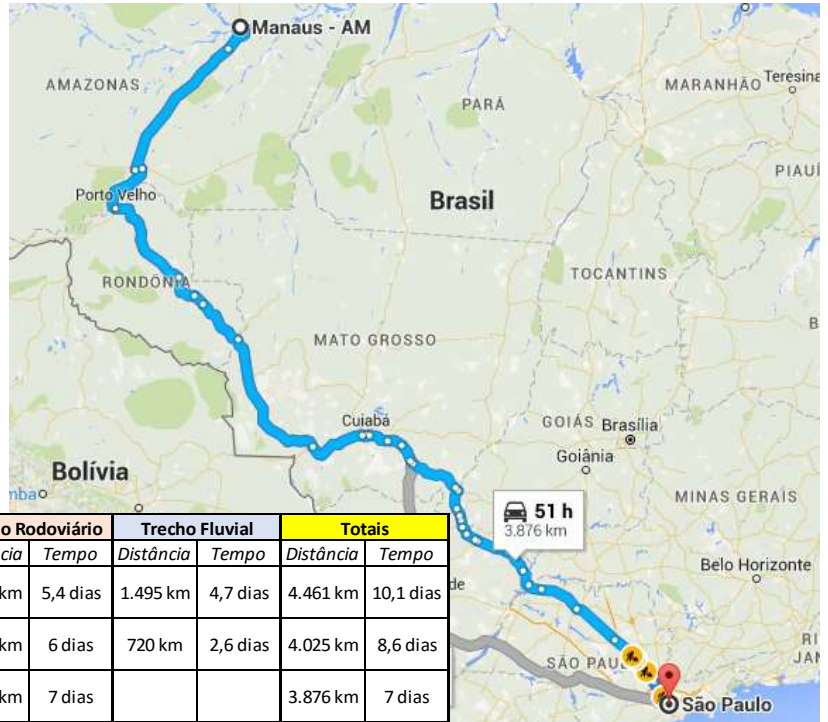 Manaus - AM
AMAZONAS
PARÁ
MARANHÃO
Teresina
PIAUÍ
Porto Velho
Brasil
RONDÔNIA
TOCANTINS
MATO GROSSO
Cuiabá
GOIÁS
Brasília
Goiânia
Bolívia
MINAS GERAIS
51 h
3.876 km
Belo Horizonte
SÃO PAUL
São Paulo
o Rodoviário Trecho Fluvial Totais
cia Tempo Distância Tempo Distância Tempo
km 5,4 dias 1.495 km 4,7 dias 4.461 km 10,1 dias
km 6 dias 720 km 2,6 dias 4.025 km 8,6 dias
km 7 dias 3.876 km 7 dias